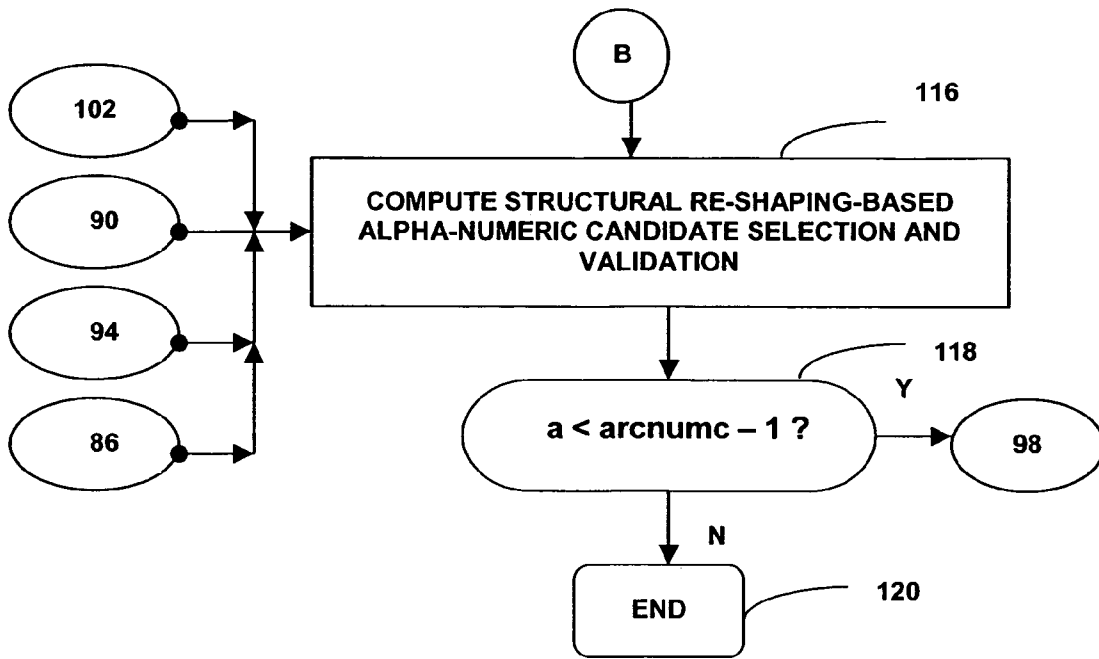 B
116
102
COMPUTE STRUCTURAL RE-SHAPING-BASED
ALPHA-NUMERIC CANDIDATE SELECTION AND
VALIDATION
90
94
118
a < arcnumc – 1 ?
Y
86
98
N
END
120